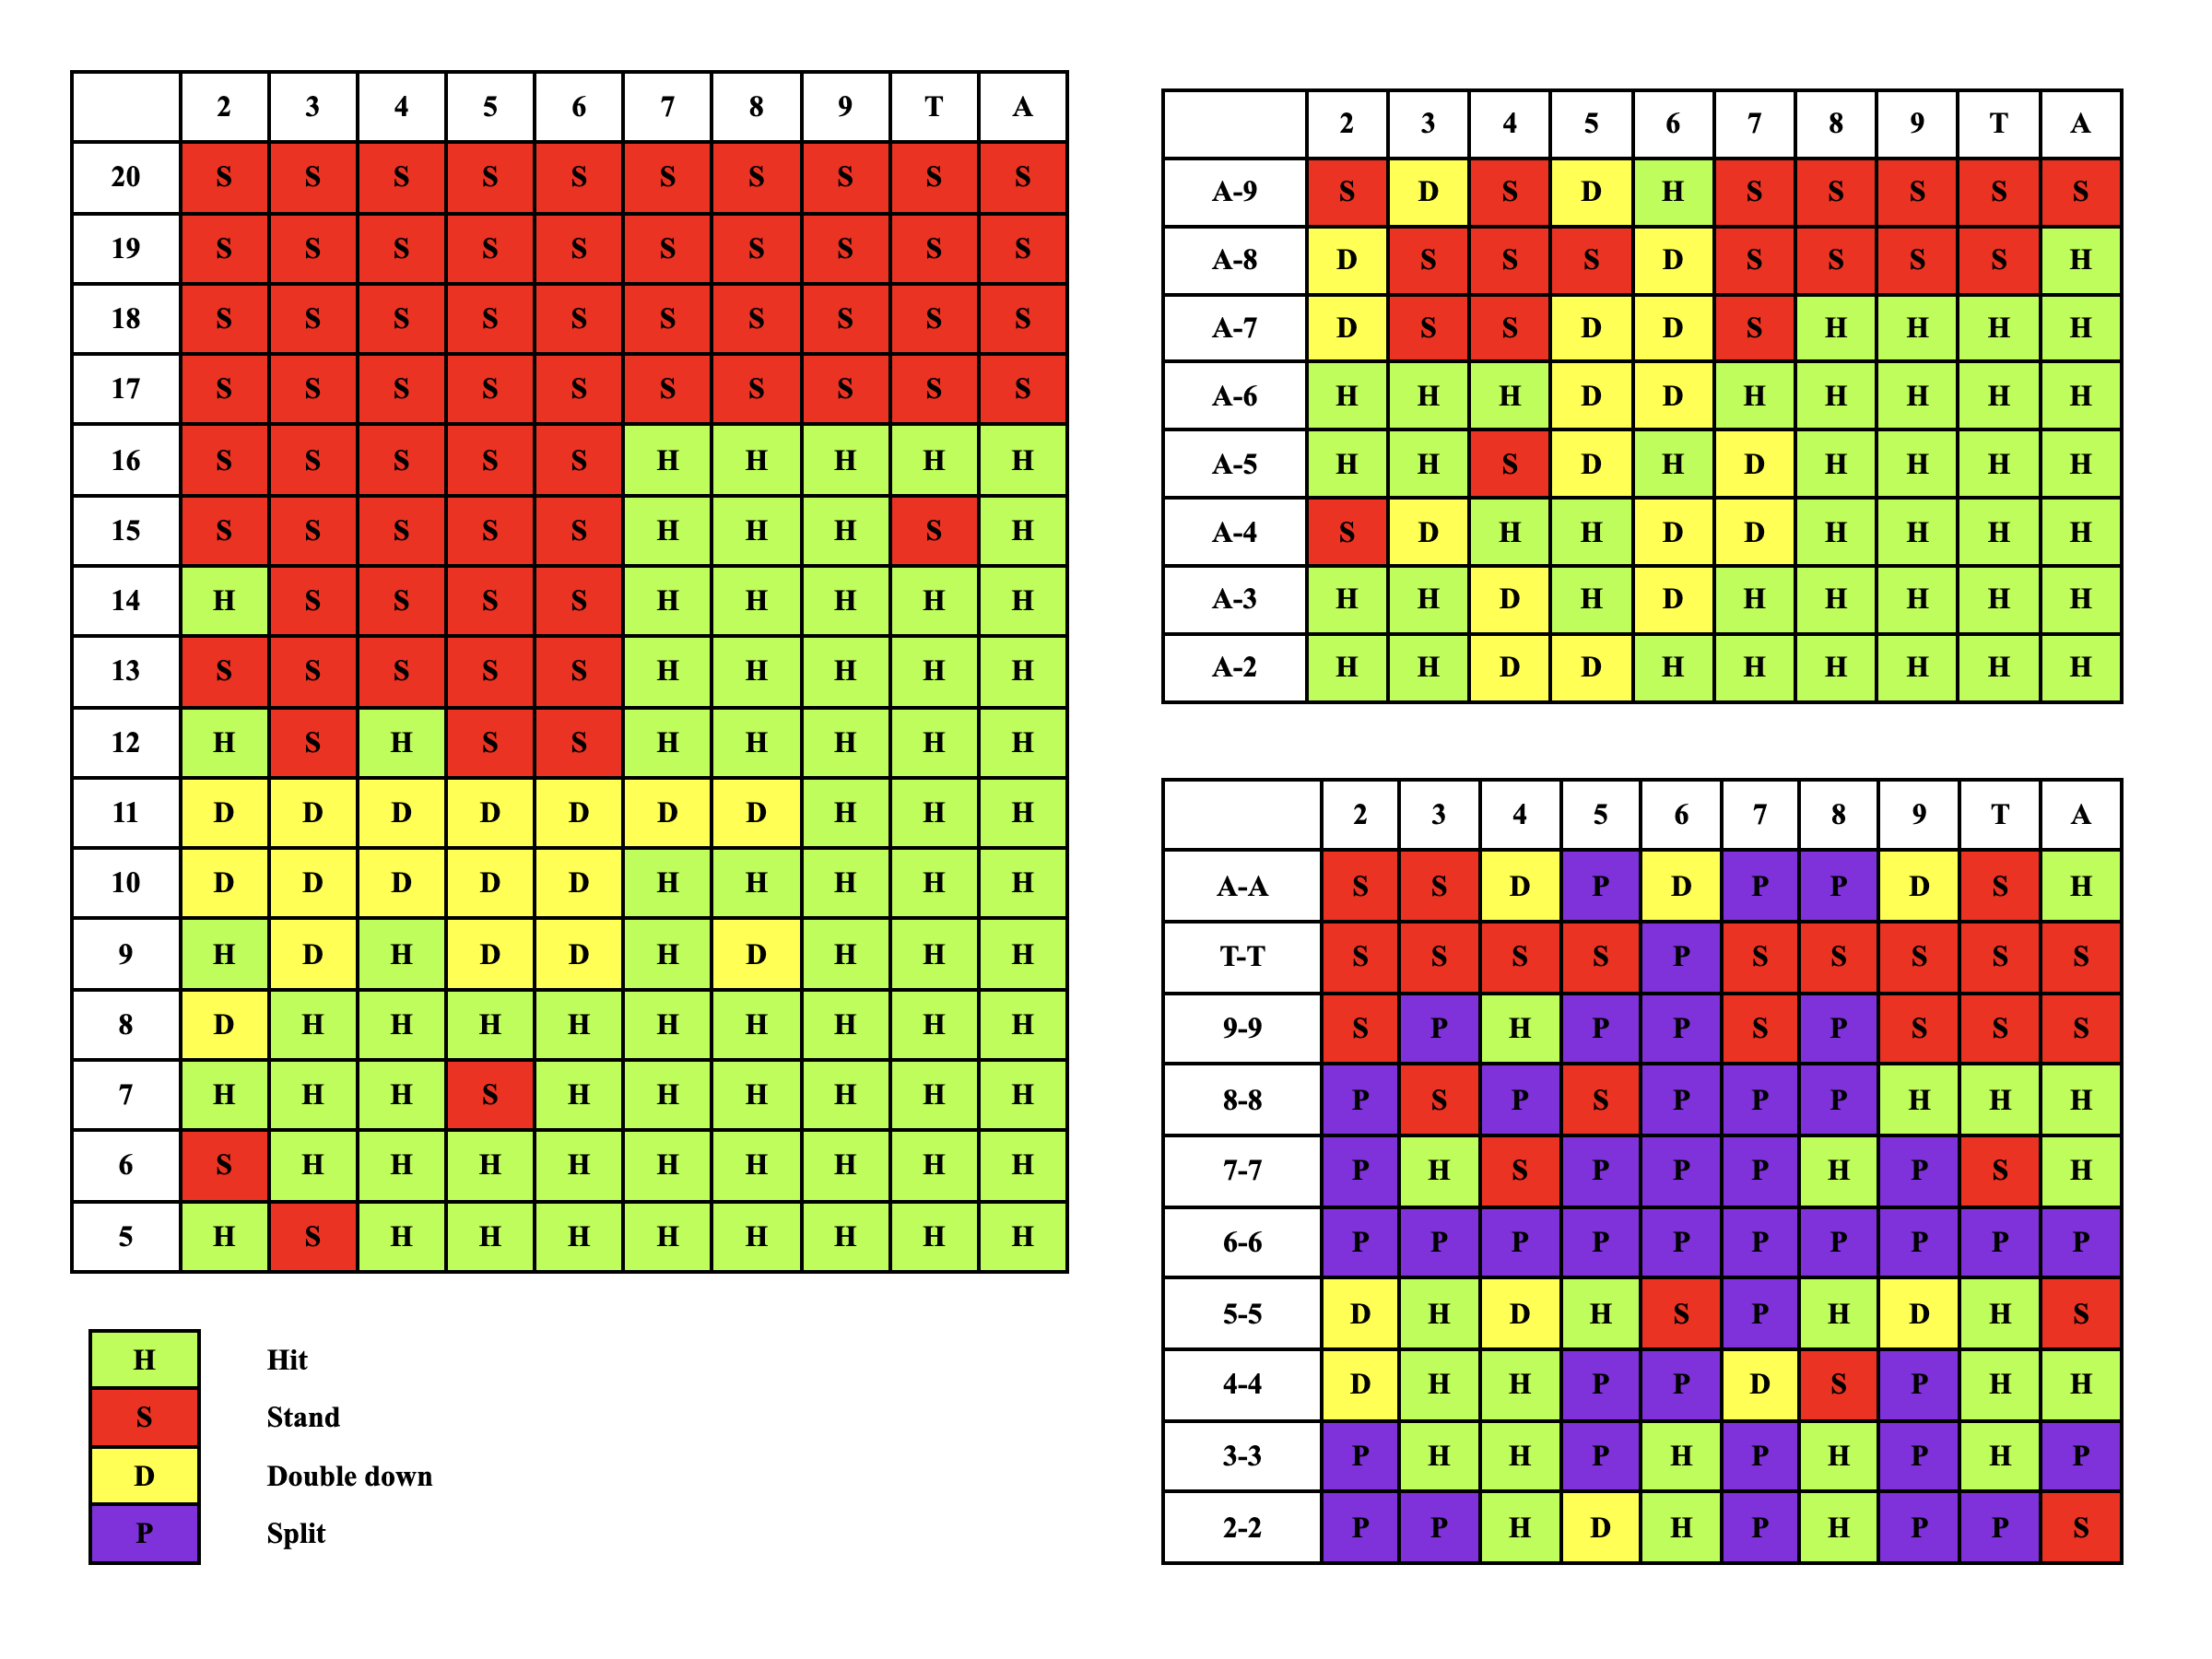 2 3 4 5 6 7 8 9 T A
20 S S S S S S S S S S
19 S S S S S S S S S S
18 S S S S S S S S S S
17 S S S S S S S S S S
16 S S S S S H H H H H
15 S S S S S H H H S H
14 H S S S S H H H H H
13 S S S S S H H H H H
12 H S H S S H H H H H
11 D D D D D D D H H H
10 D D D D D H H H H H
9 H D H D D H D H H H
8 D H H H H H H H H H
7 H H H S H H H H H H
6 S H H H H H H H H H
5 H S H H H H H H H H
H Hit
S Stand
D Double down
P Split
2 3 4 5 6 7 8 9 T A
A-9 S D S D H S S S S S
A-8 D S S S D S S S S H
A-7 D S S D D S H H H H
A-6 H H H D D H H H H H
A-5 H H S D H D H H H H
A-4 S D H H D D H H H H
A-3 H H D H D H H H H H
A-2 H H D D H H H H H H
2 3 4 5 6 7 8 9 T A
A-A S S D P D P P D S H
T-T S S S S P S S S S S
9-9 S P H P P S P S S S
8-8 P S P S P P P H H H
7-7 P H S P P P H P S H
6-6 P P P P P P P P P P
5-5 D H D H S P H D H S
4-4 D H H P P D S P H H
3-3 P H H P H P H P H P
2-2 P P H D H P H P P S